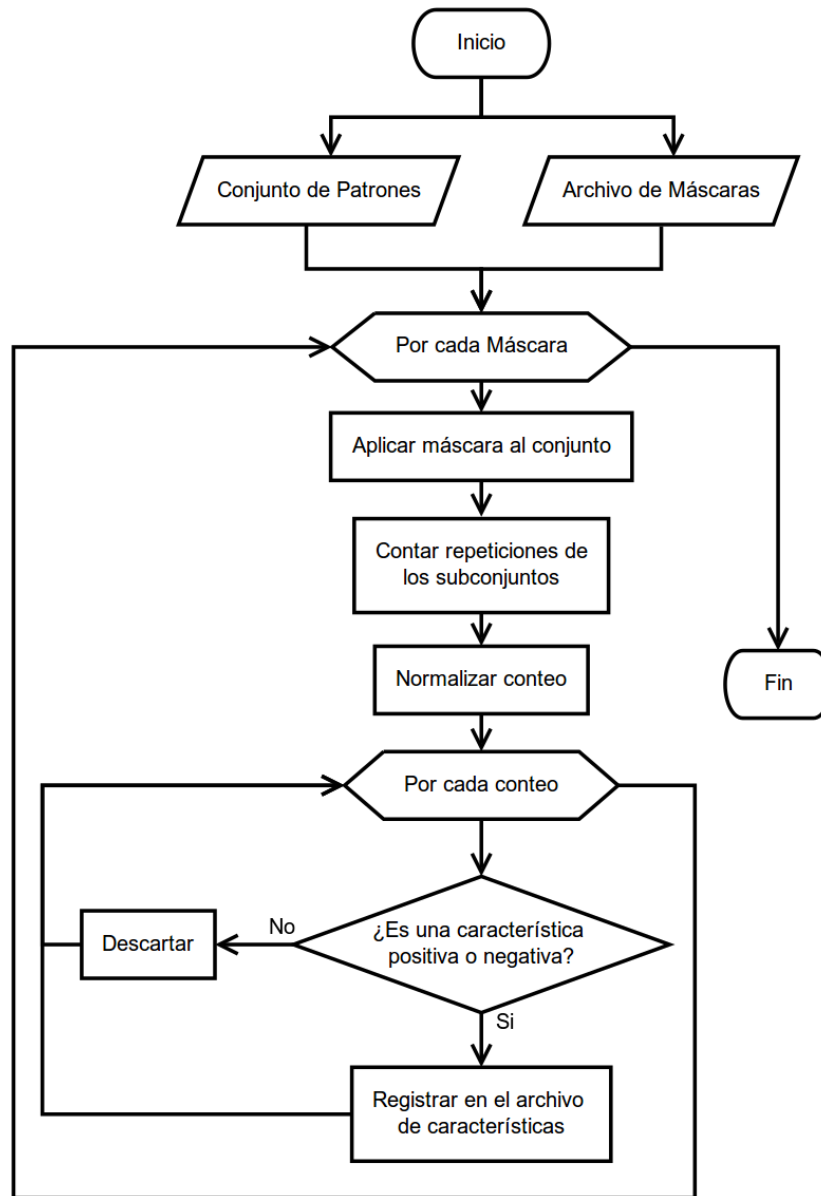 Inicio
Conjunto de Patrones
Archivo de Máscaras
Por cada Máscara
Aplicar máscara al conjunto
Contar repeticiones de
los subconjuntos
Normalizar conteo
Fin
Por cada conteo
¿Es una característica
positiva o negativa?
No
Descartar
Si
Registrar en el archivo
de características